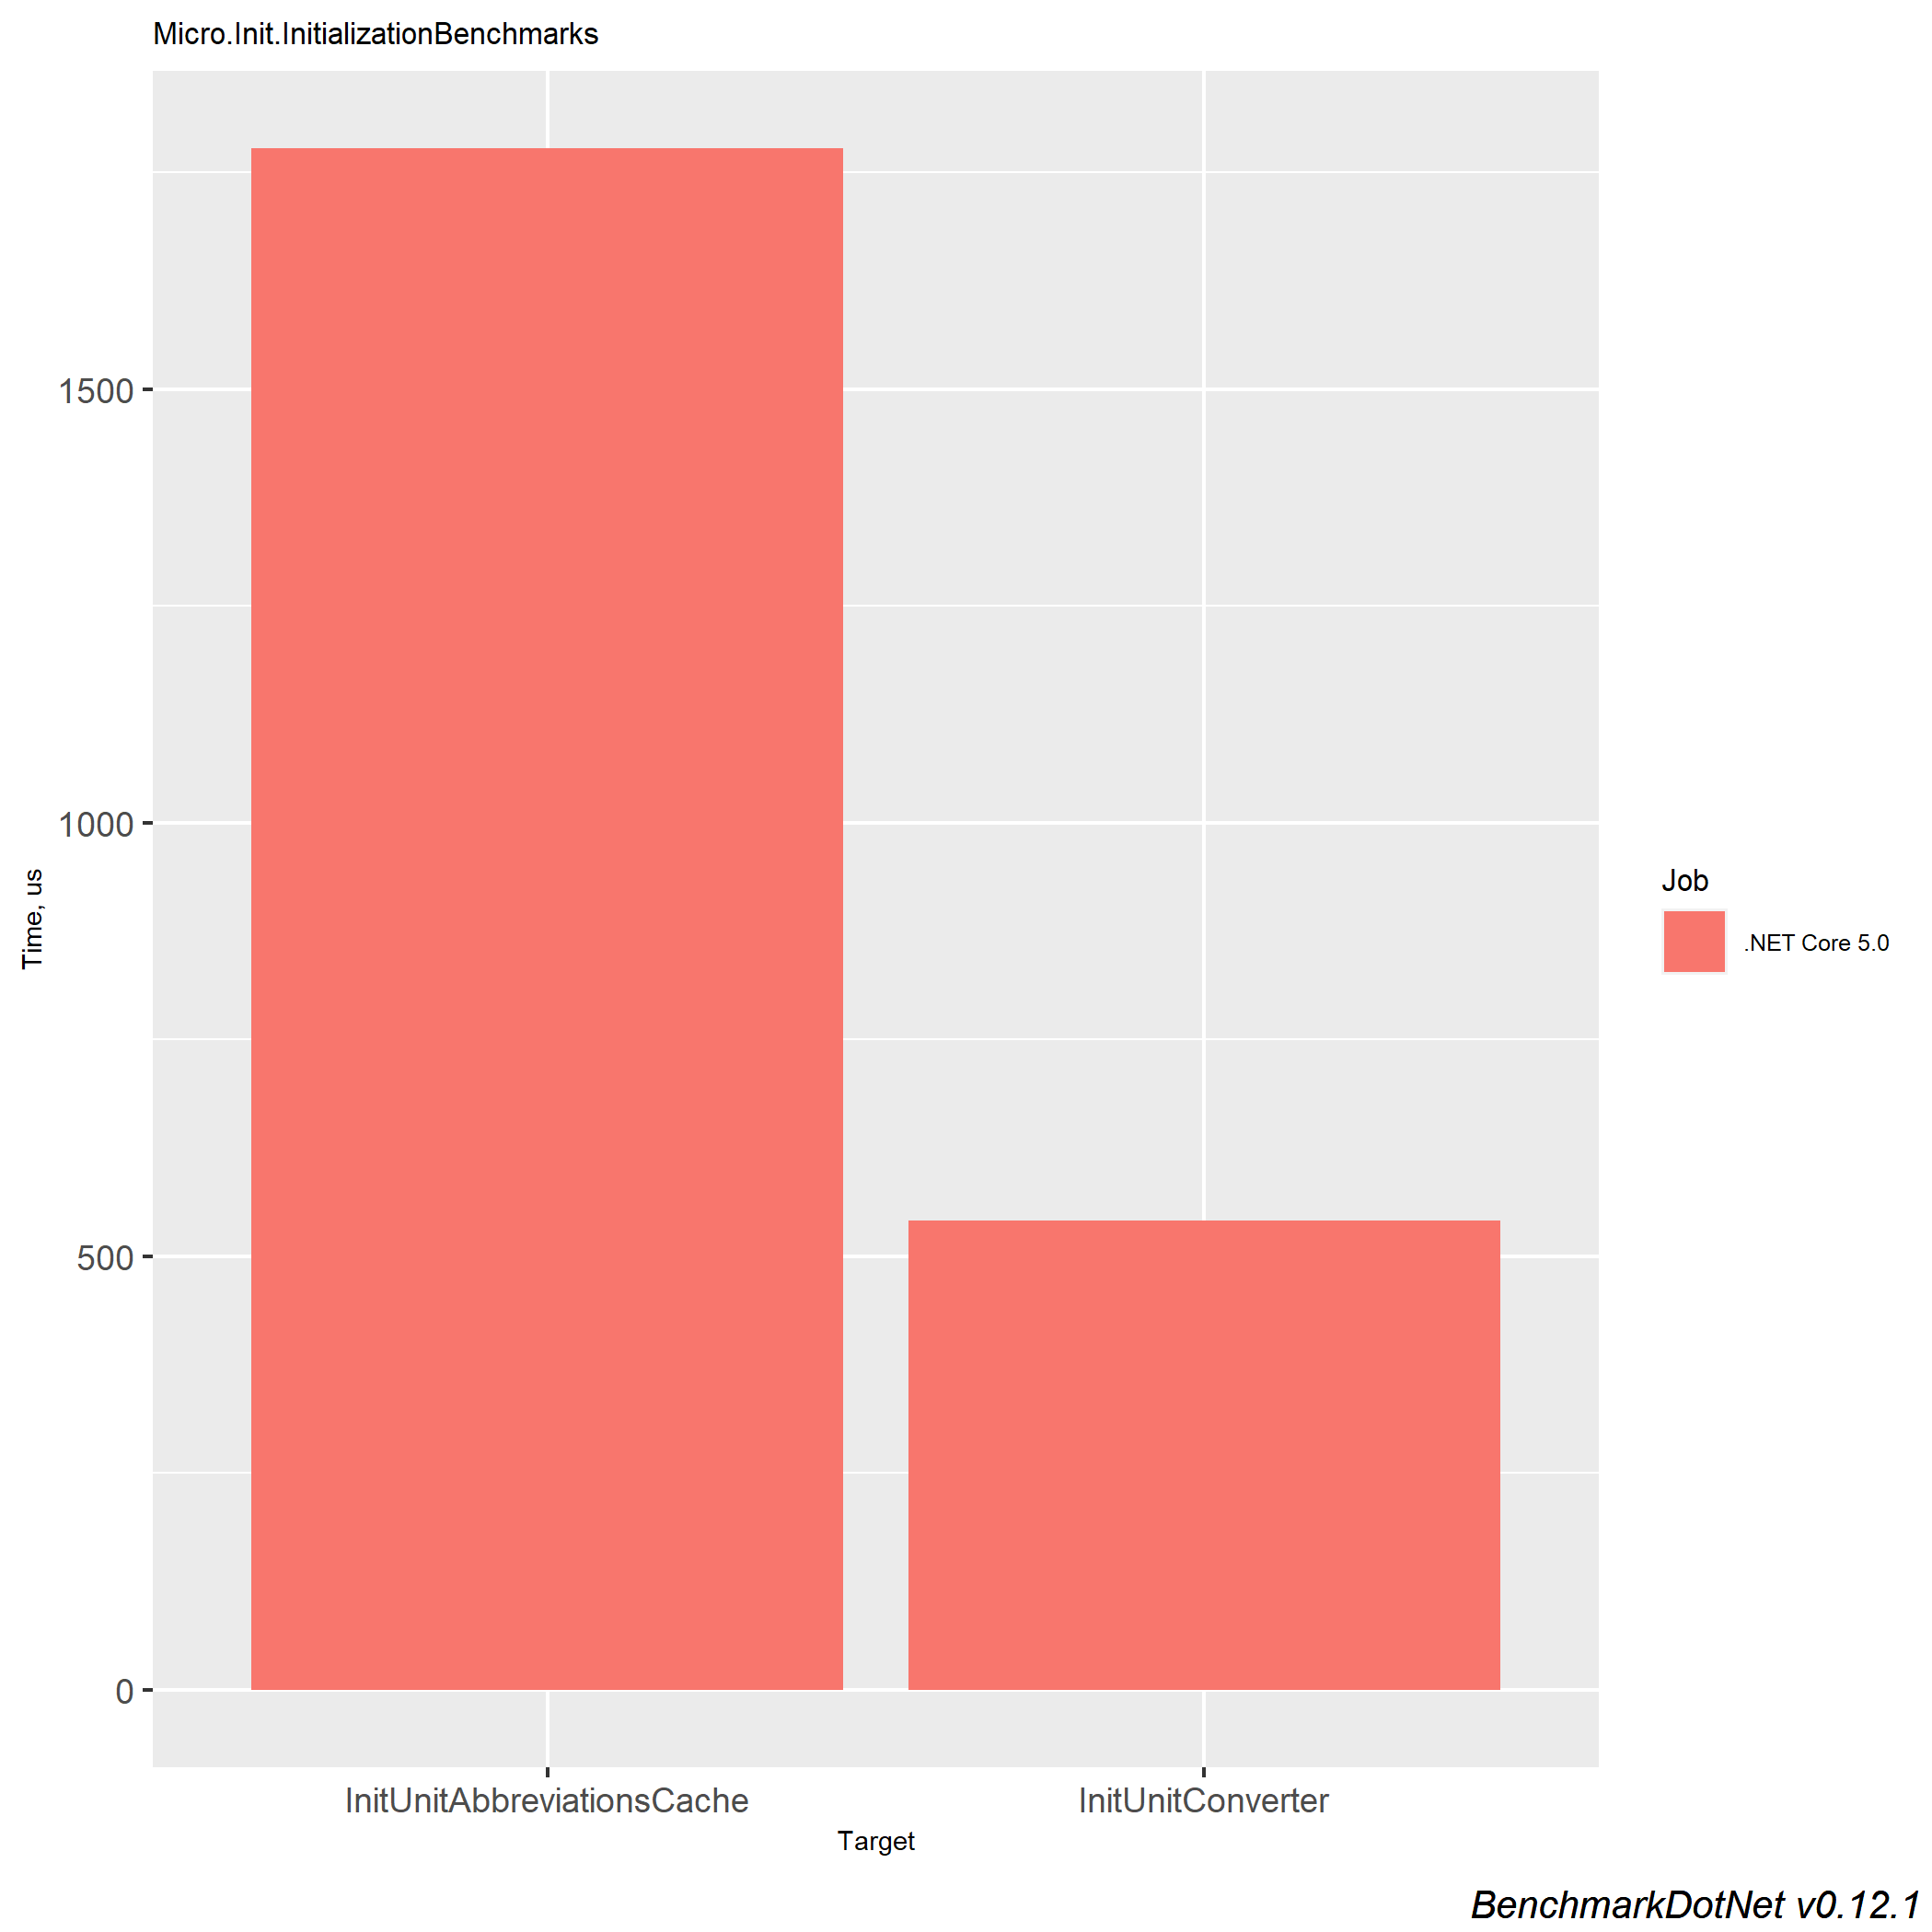 Micro.Init.InitializationBenchmarks
1500
1000
500
0
Time, us
InitUnitAbbreviationsCache
InitUnitConverter
Target
Job
.NET Core 5.0
BenchmarkDotNet v0.12.1